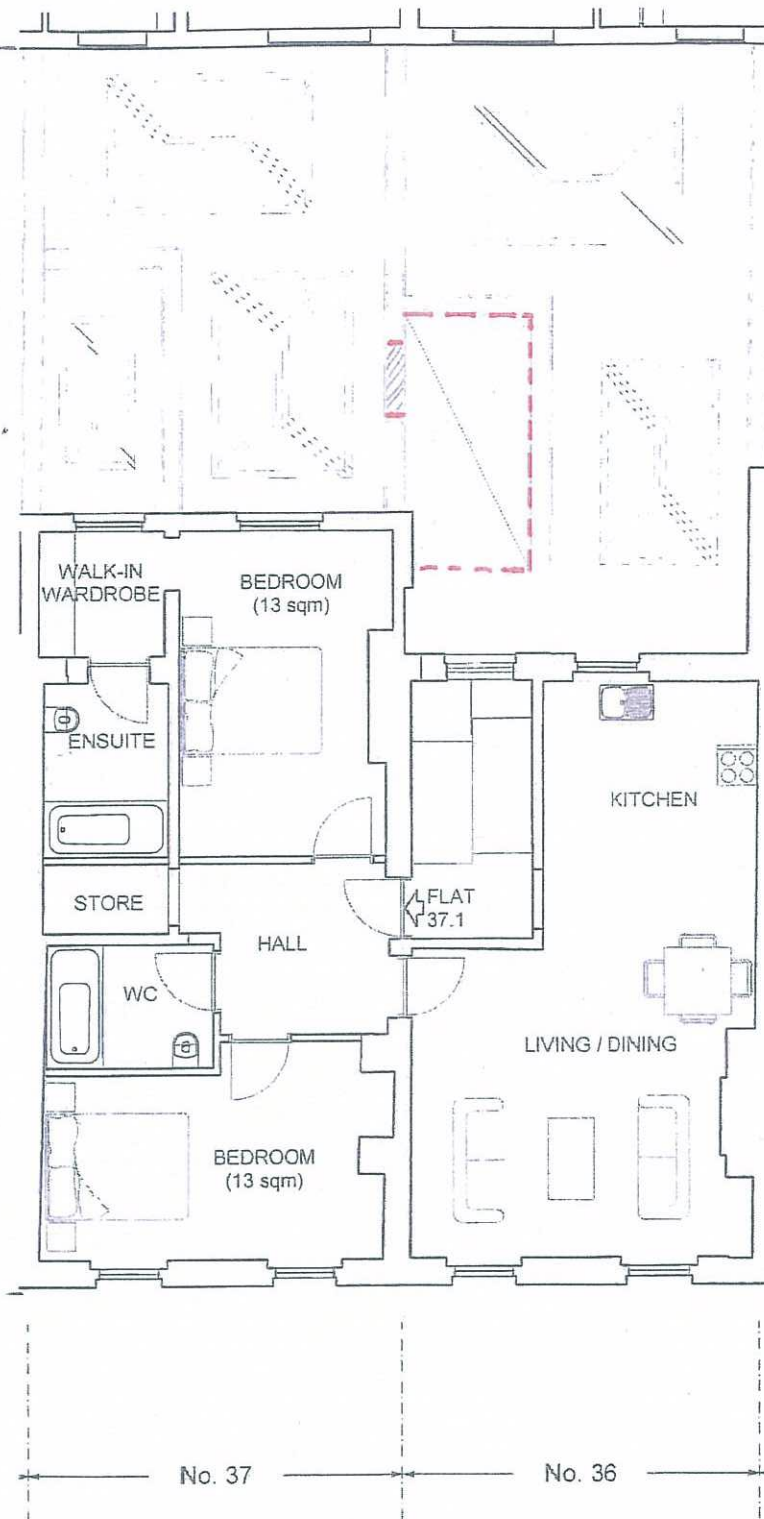 WALK-IN
WARDROBE
BEDROOM
(13 sqm)
ENSUITE
KITCHEN
STORE
FLAT
37.1
HALL
WC
LIVING / DINING
BEDROOM
(13 sqm)
No. 37
No. 36